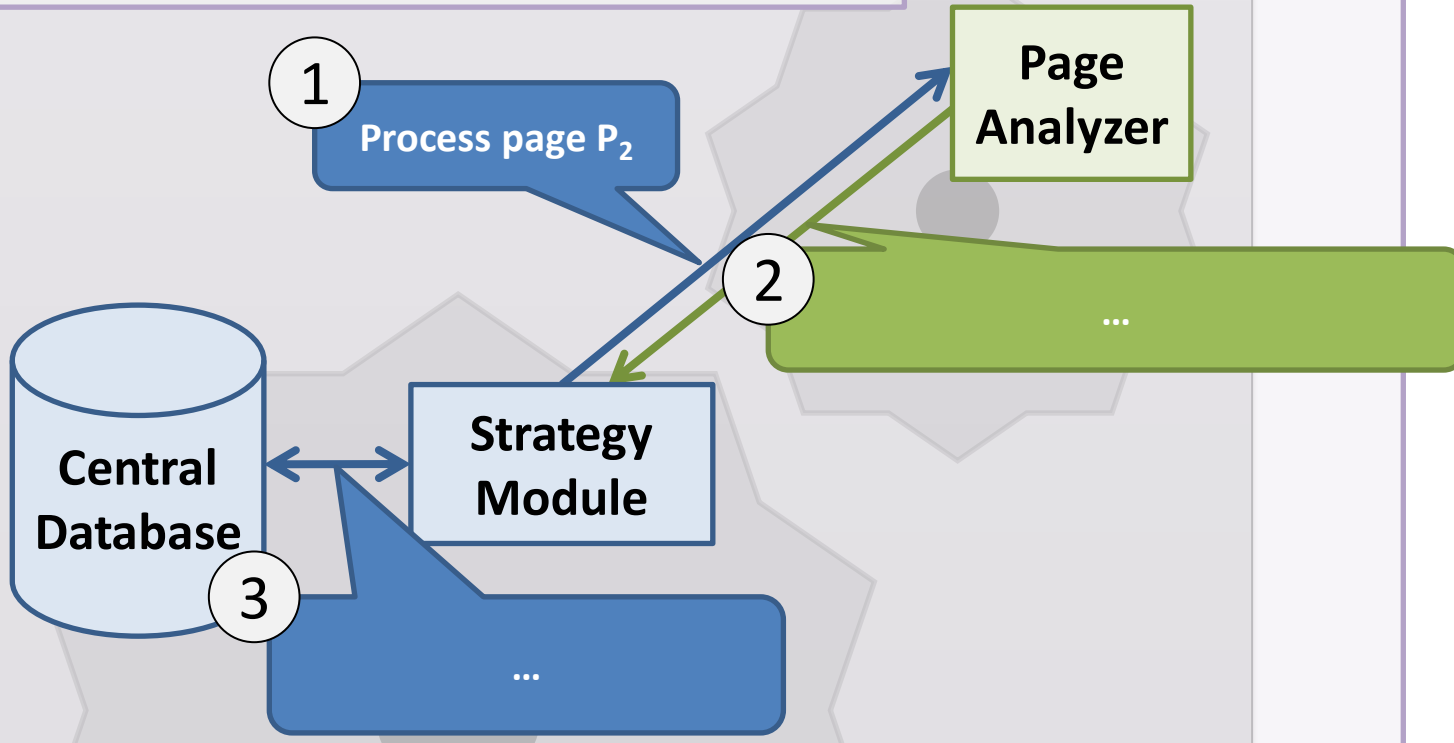 1
Process page P₂
Page
Analyzer
2
…
Central
Database
Strategy
Module
3
…